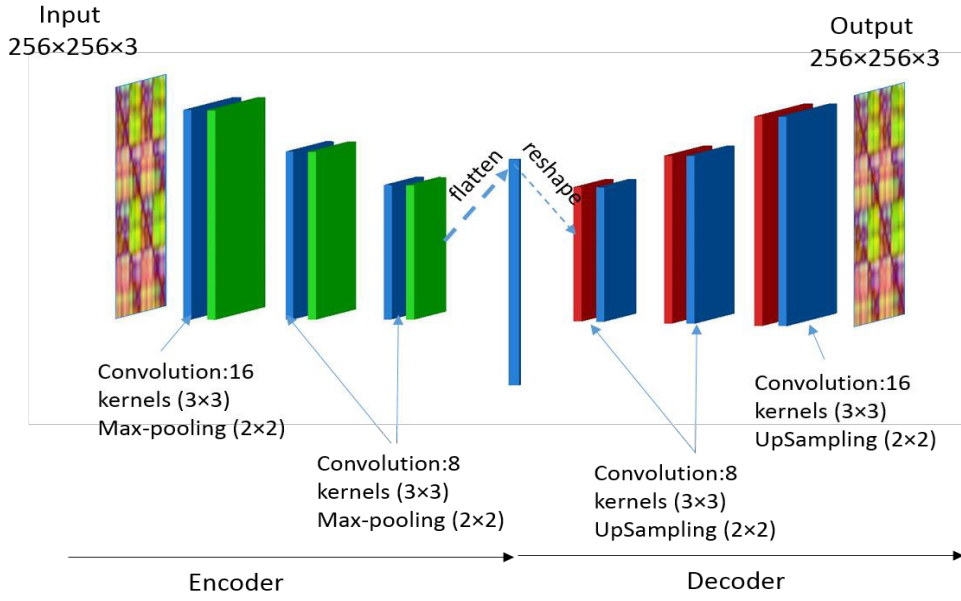 Input
256×256×3
Output
256×256×3
flatten
reshape
Convolution:16
kernels (3×3)
Max-pooling (2×2)
Convolution:8
kernels (3×3)
Max-pooling (2×2)
Convolution:8
kernels (3×3)
UpSampling (2×2)
Convolution:16
kernels (3×3)
UpSampling (2×2)
Encoder
Decoder